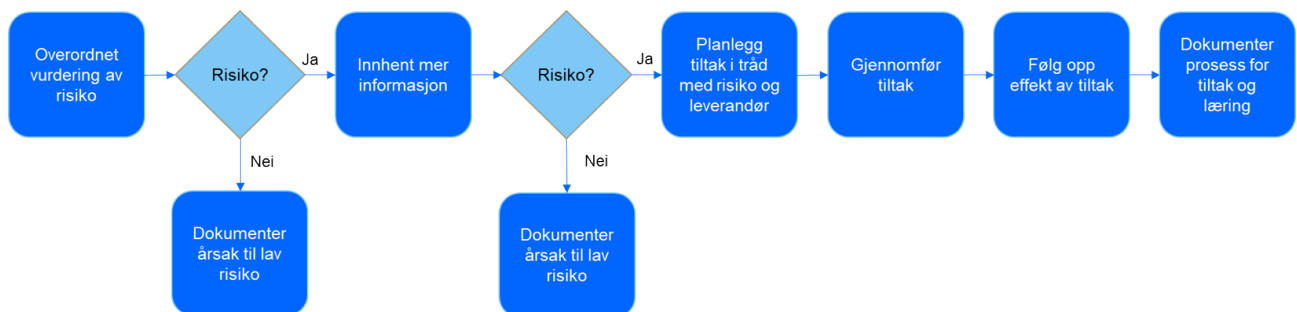 Overordnet
vurdering av
risiko
Risiko?
Ja
Nei
Dokumenter
årsak til lav
risiko
Innhent mer
informasjon
Risiko?
Ja
Nei
Dokumenter
årsak til lav
risiko
Planlegg
tiltak i tråd
med risiko og
leverandør
Gjennomfør
tiltak
Følg opp
effekt av tiltak
Dokumenter
prosess for
tiltak og
læring